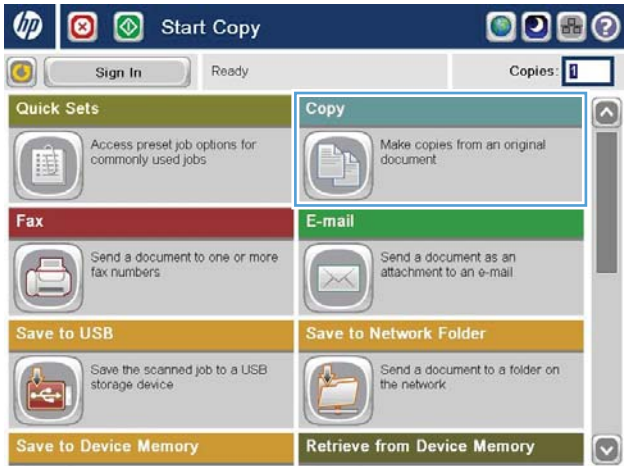 hp
Start Copy
?
Sign In
Ready
Copies: 1
Quick Sets
Access preset job options for
commonly used jobs
Copy
Make copies from an original
document
Fax
Send a document to one or more
fax numbers
E-mail
Send a document as an
attachment to an e-mail
Save to USB
Save the scanned job to a USB
storage device
Save to Network Folder
Send a document to a folder on
the network
Save to Device Memory
Retrieve from Device Memory